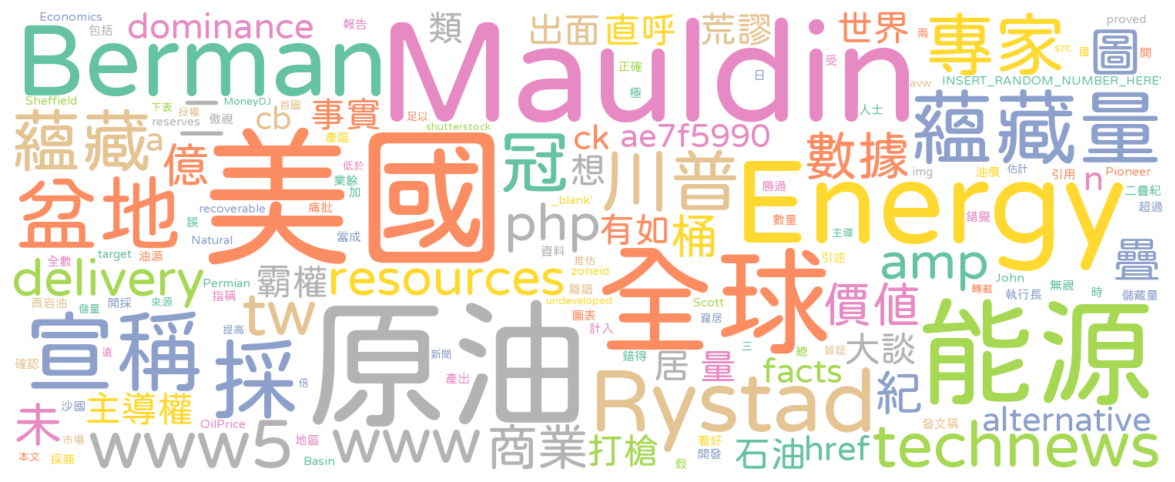 Berman
dominance
報告
類
Mauldin
出面
直呼
荒謬
世界
兩
專家
圖
proved
Economics
包括
正確
日
受
src
國
開
INSERT_RANDOM_NUMBER_HERE'
極
avw
人士
Sheffield
下表
MoneyDJ
首圖
傲視
二
reserves
授權
事實
cb
足以
shutterstock
ck
ae7f5990
蘊藏量
蘊藏
a
億
產區
低於
美國
冠
想
川普
數據
img
油價
估計
引用
Pioneer
n
二疊紀
超過
盆地
業餘
加
痛批
recoverable
誤
Natural
當成
_blank'
勝過
數量
錯覺
Energy
php
有如
桶
主導
資料
全數
target
油源
delivery
頁岩油
儲量
Permian
開採
指稱
來源
霸權
resources
推估
zoneid
離譜
undeveloped
圖表
全球
引述
amp
疊
John
無視
時
Scott
轉載
執行長
儲藏量
價值
計入
躍居
宣稱
tw
原油
能源
確認
遠
提高
採
新聞
倍
產出
錯得
三
總
質疑
大談
居
量
facts
紀
Rystad
未
沙國
主導權
OilPrice
發文稱
alternative
市場
本文
採商
www5
地區
Basin
www
商業
打槍
看好
開發
假
石油
href
technews